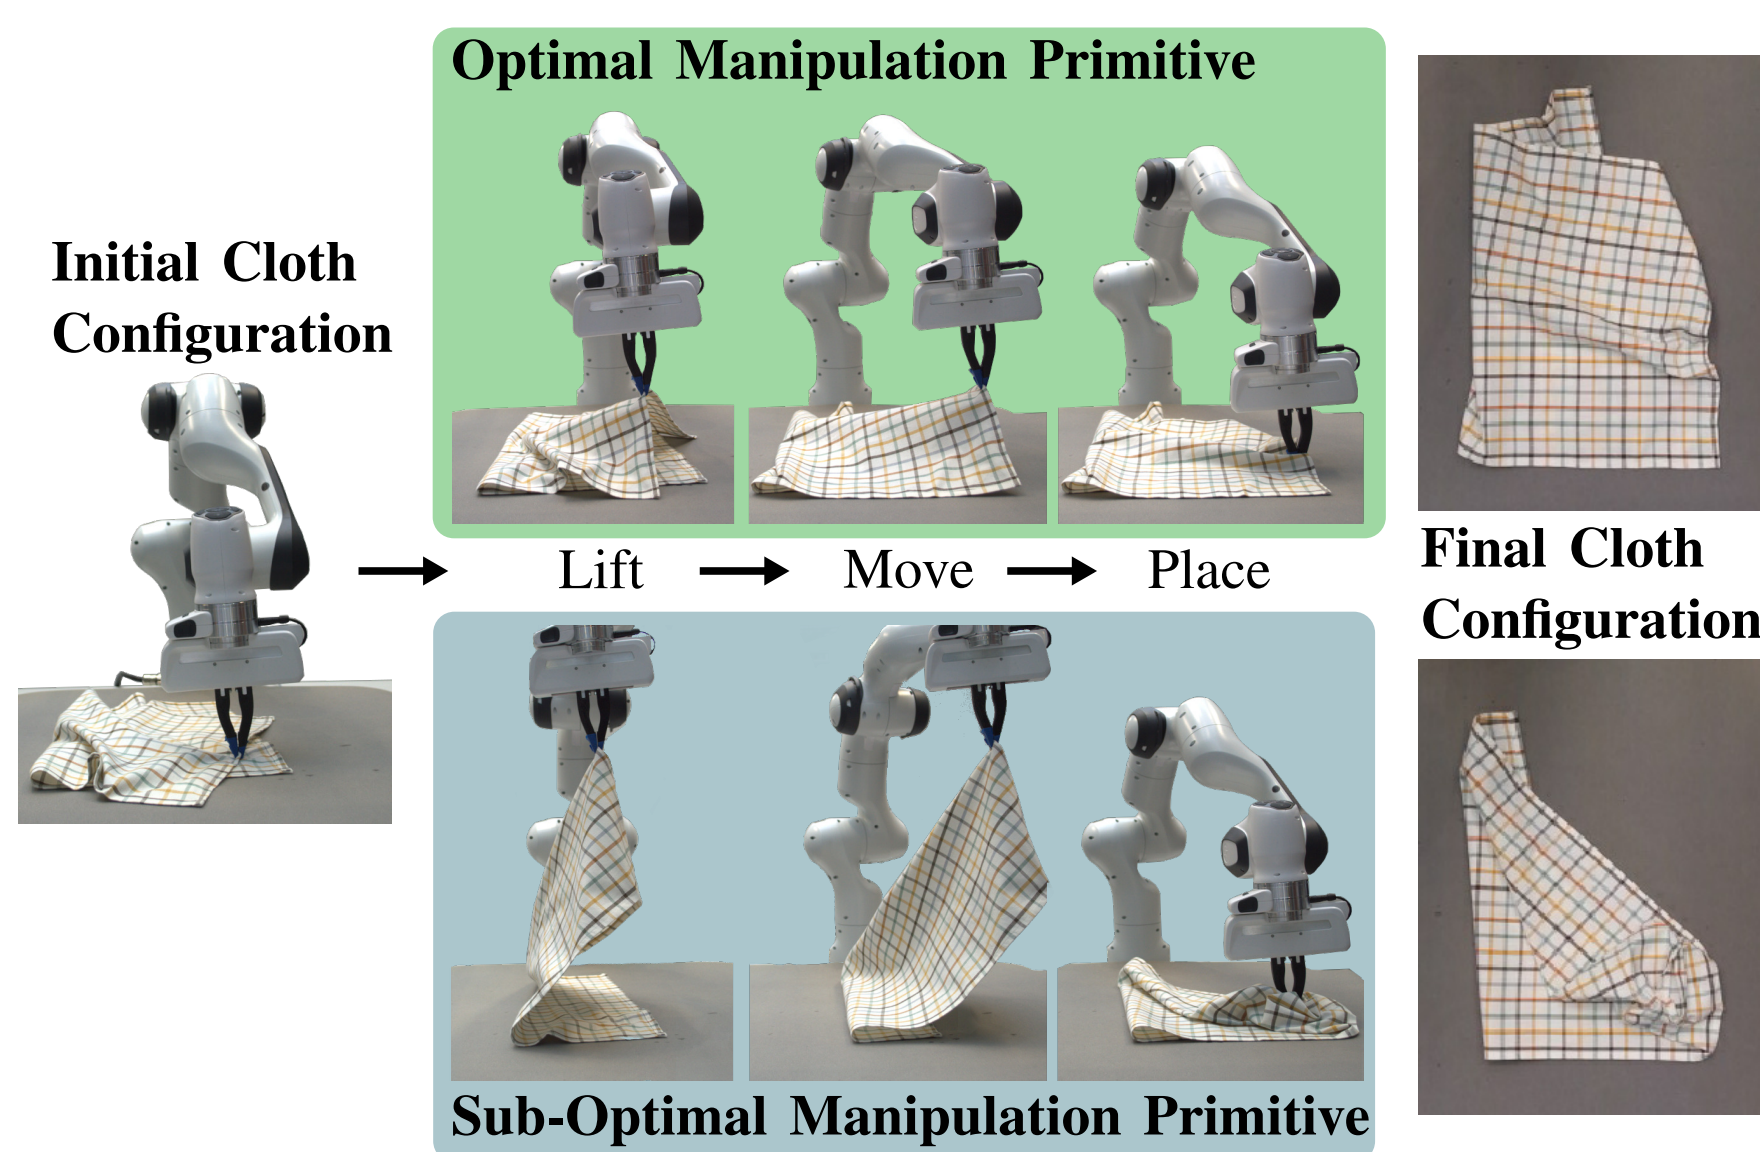 Optimal Manipulation Primitive
Initial Cloth
Configuration
Lift
Move
Place
Final Cloth
Configuration
Sub-Optimal Manipulation Primitive